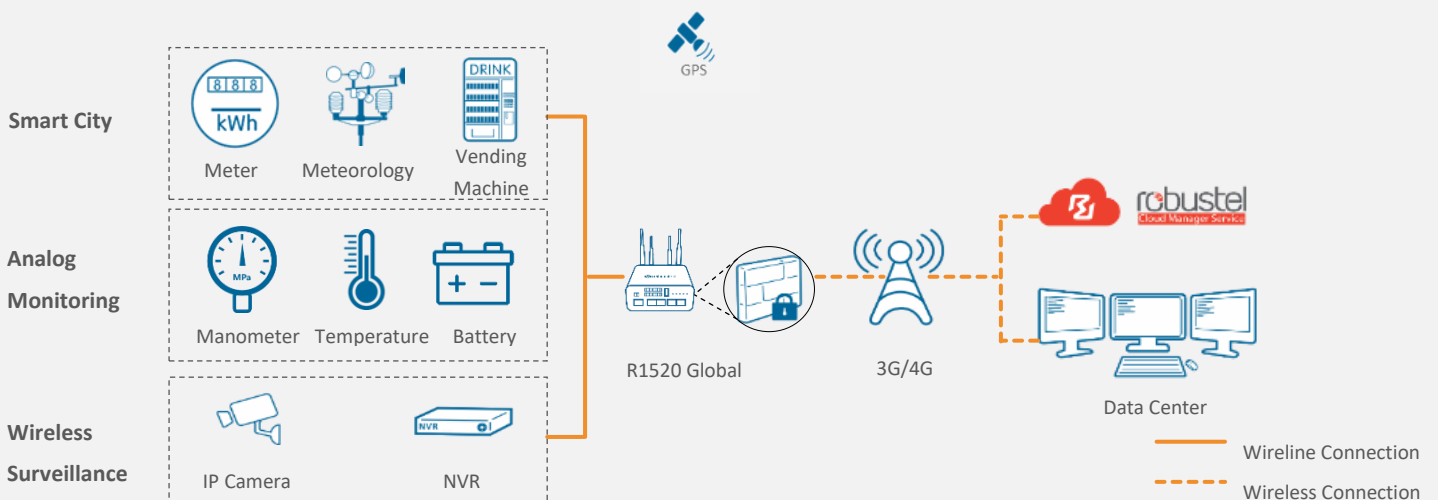 GPS
Smart City
888
kWh
DRINK
Meter
Meteorology
Vending
Machine
Analog
Monitoring
MPa
Manometer
Temperature
Battery
R1520 Global
3G/4G
robustel
Cloud Manager Service
Data Center
Wireless
Surveillance
NVR
IP Camera
NVR
Wireline Connection
Wireless Connection